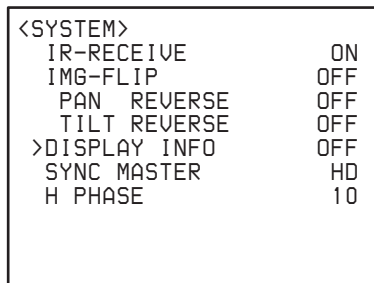 <SYSTEM>
IR-RECEIVE ON
IMG-FLIP OFF
PAN REVERSE OFF
TILT REVERSE OFF
>DISPLAY INFO OFF
SYNC MASTER HD
H PHASE 10